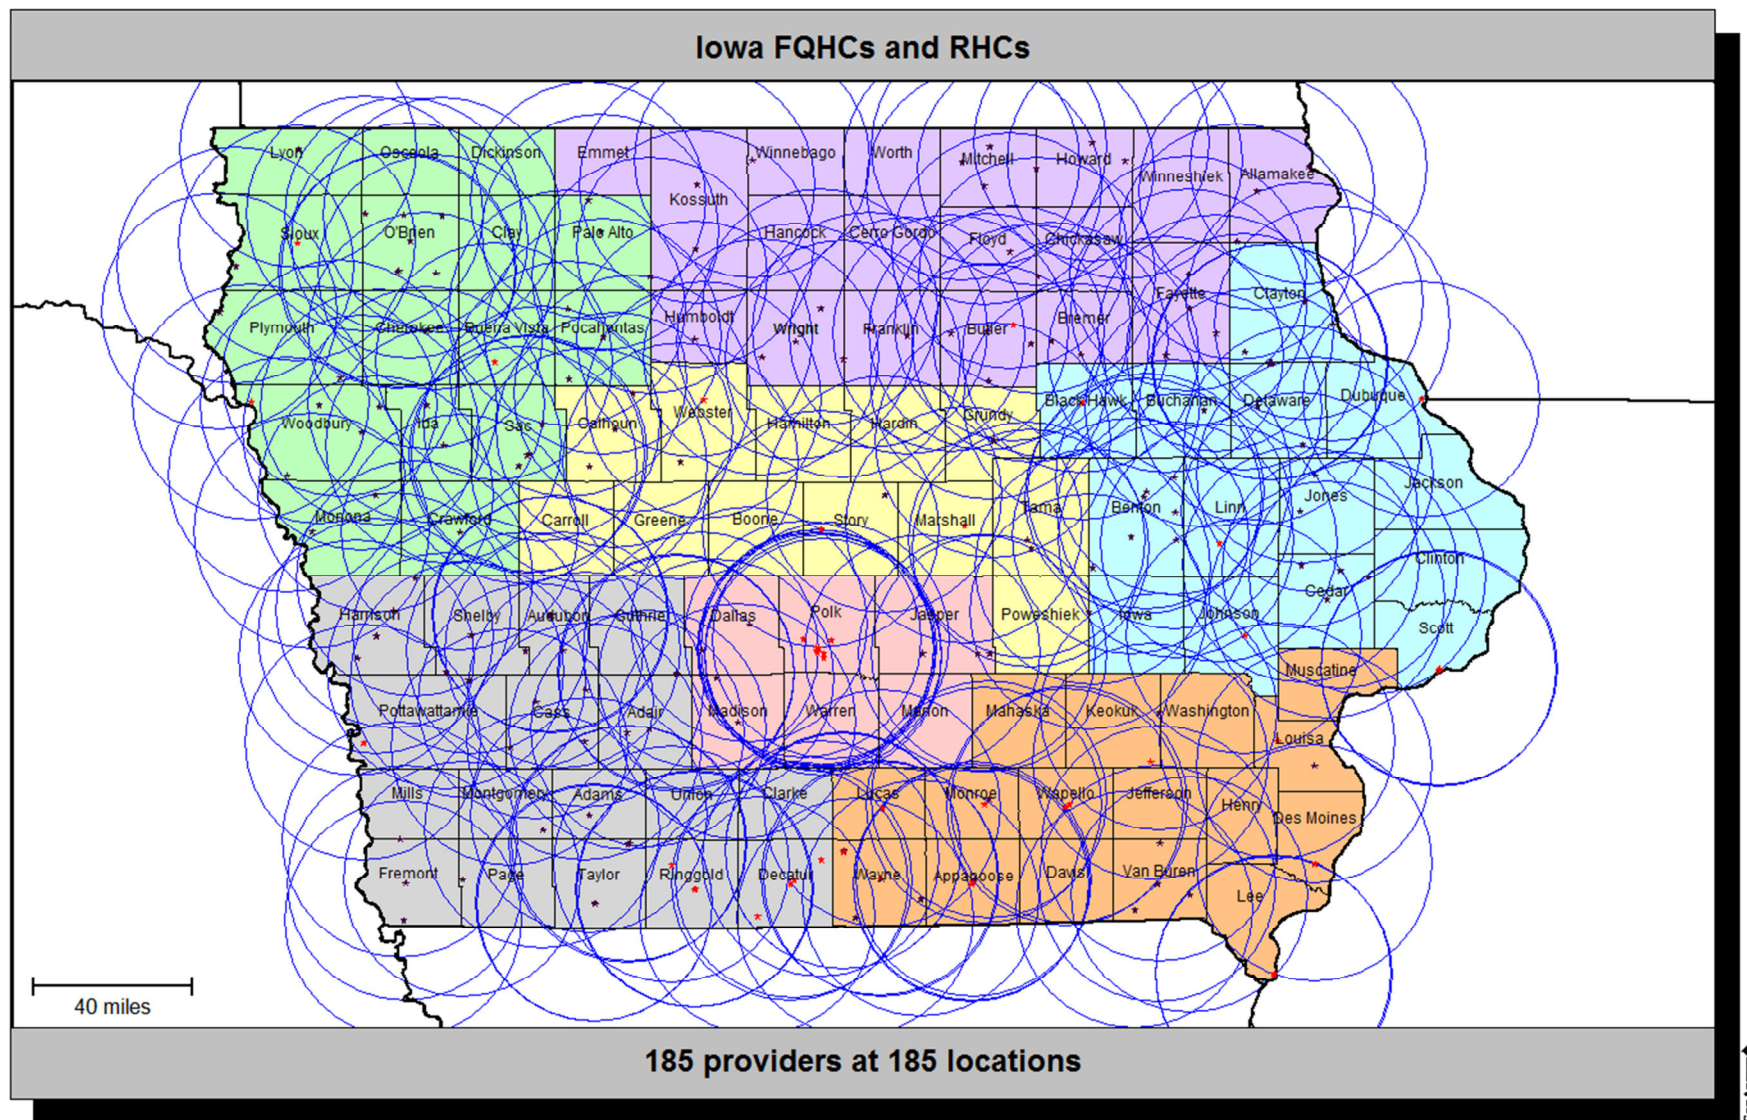 Iowa FQHCs and RHCs
Lyon Osceola Dickinson Emmet Winnebago Worth Mitchell Howard Winneshiek Allamakee
Kossuth
Sioux O'Brien Clay Palo Alto Hancock Cerro Gordo Floyd Chickasaw
Fayette Clayton
Plymouth Cherokee Buena Vista Pocahontas Humboldt Wright Franklin Butler Bremer
Woodbury Ida Sac Calhoun Webster Hamilton Hardin Grundy Black Hawk Buchanan Delaware Dubuque
Monona Crawford Carroll Greene Boone Story Marshall Tama Benton Linn Jones Jackson
Clinton
Harrison Shelby Audubon Guthrie Dallas Polk Jasper Poweshiek Iowa Johnson Cedar Scott
Muscatine
Pottawattamie Cass Adair Madison Warren Marion Mahaska Keokuk Washington
Louisa
Mills Montgomery Adams Union Clarke Lucas Monroe Wapello Jefferson Henry Des Moines
Fremont Page Taylor Ringgold Decatur Wayne Appanoose Davis Van Buren Lee
40 miles
185 providers at 185 locations